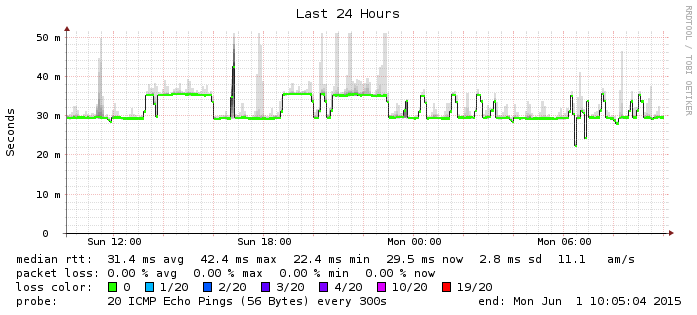 Last 24 Hours
RRDTOOL / TOBI OETIKER
Seconds
50 m
40 m
30 m
20 m
10 m
0
Sun 12:00 Sun 18:00 Mon 00:00 Mon 06:00
median rtt: 31.4 ms avg 42.4 ms max 22.4 ms min 29.5 ms now 2.8 ms sd 11.1 am/s
packet loss: 0.00 % avg 0.00 % max 0.00 % min 0.00 % now
loss color: 0 1/20 2/20 3/20 4/20 10/20 19/20
probe: 20 ICMP Echo Pings (56 Bytes) every 300s end: Mon Jun 1 10:05:04 2015